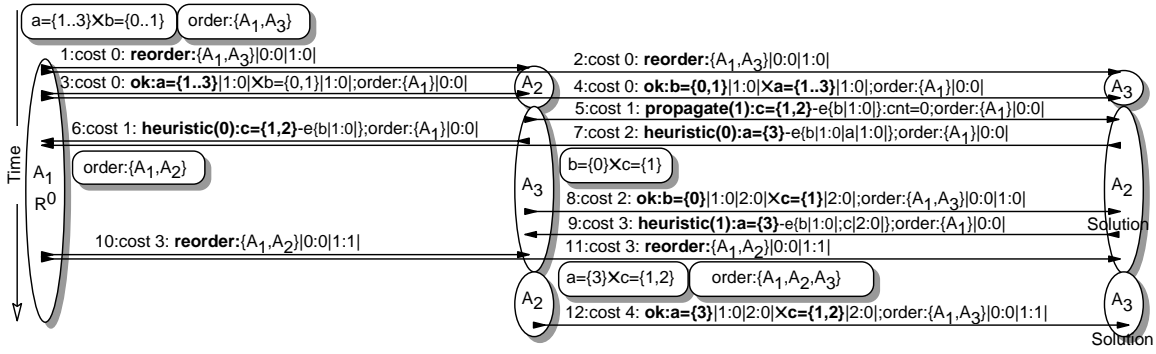 a={1..3}Xb={0..1} order:{A1,A3}
1:cost 0: reorder:{A1,A3}|0:0|1:0|
2:cost 0: reorder:{A1,A3}|0:0|1:0|
3:cost 0: ok:a={1..3}|1:0|Xb={0,1}|1:0|;order:{A1}|0:0|
A2
4:cost 0: ok:b={0,1}|1:0|Xa={1..3}|1:0|;order:{A1}|0:0|
A3
5:cost 1: propagate(1):c={1,2}-e{b|1:0|}:cnt=0;order:{A1}|0:0|
6:cost 1: heuristic(0):c={1,2}-e{b|1:0|};order:{A1}|0:0|
7:cost 2: heuristic(0):a={3}-e{b|1:0|a|1:0|};order:{A1}|0:0|
Time
A1
R0
order:{A1,A2}
b={0}Xc={1}
A3
A2
8:cost 2: ok:b={0}|1:0|2:0|Xc={1}|2:0|;order:{A1,A3}|0:0|1:0|
9:cost 3: heuristic(1):a={3}-e{b|1:0|;c|2:0|};order:{A1}|0:0|
Solution
10:cost 3: reorder:{A1,A2}|0:0|1:1|
11:cost 3: reorder:{A1,A2}|0:0|1:1|
a={3}Xc={1,2} order:{A1,A2,A3}
A2
A3
12:cost 4: ok:a={3}|1:0|2:0|Xc={1,2}|2:0|;order:{A1,A3}|0:0|1:1|
Solution